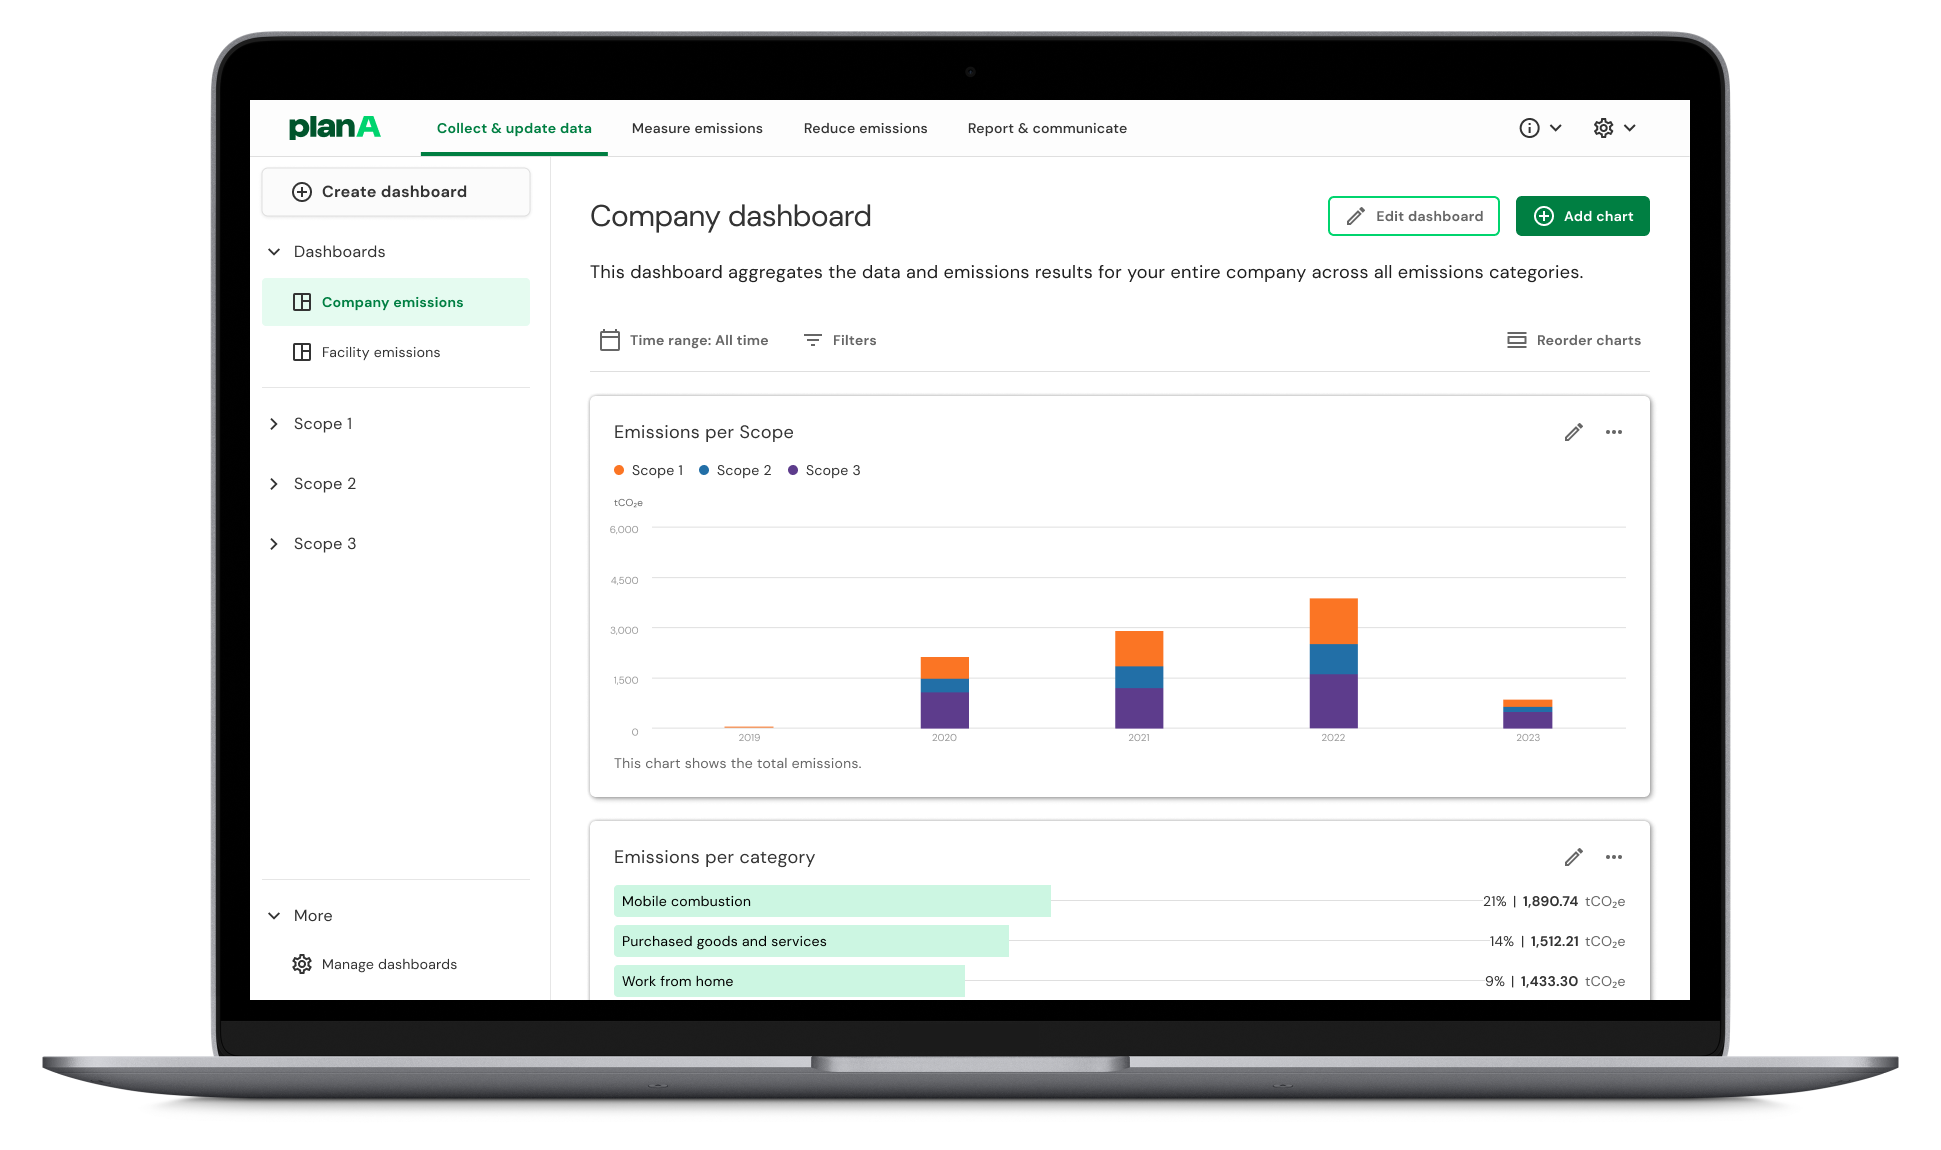 planA
Collect & update data
Measure emissions
Reduce emissions
Report & communicate
Create dashboard
Dashboards
Company emissions
Facility emissions
Scope 1
Scope 2
Scope 3
More
Manage dashboards
Company dashboard
Edit dashboard
Add chart
This dashboard aggregates the data and emissions results for your entire company across all emissions categories.
Time range: All time
Filters
Reorder charts
Emissions per Scope
Scope 1
Scope 2
Scope 3
tCO₂e
6,000
4,500
3,000
1,500
0
2019
2020
2021
2022
2023
This chart shows the total emissions.
Emissions per category
Mobile combustion 21% | 1,890.74 tCO₂e
Purchased goods and services 14% | 1,512.21 tCO₂e
Work from home 9% | 1,433.30 tCO₂e